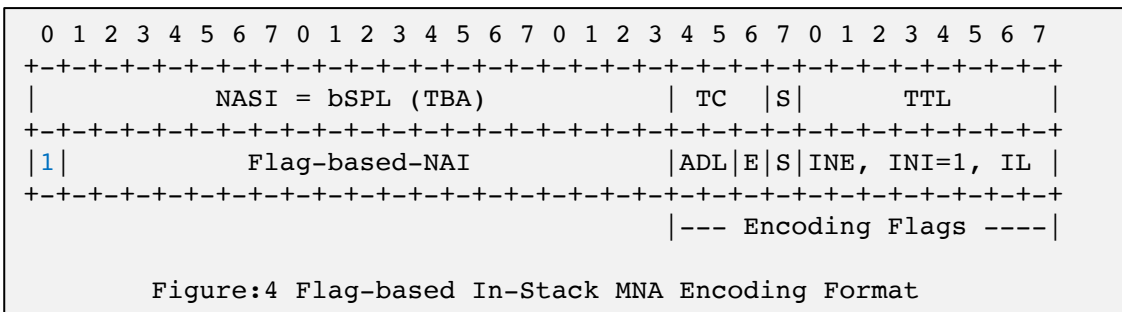 0 1 2 3 4 5 6 7 0 1 2 3 4 5 6 7 0 1 2 3 4 5 6 7 0 1 2 3 4 5 6 7
+-+-+-+-+-+-+-+-+-+-+-+-+-+-+-+-+-+-+-+-+-+-+-+-+-+-+-+-+-+-+-+-+
|           NASI = bSPL (TBA)           | TC  |S|      TTL      |
+-+-+-+-+-+-+-+-+-+-+-+-+-+-+-+-+-+-+-+-+-+-+-+-+-+-+-+-+-+-+-+-+
|1|           Flag-based-NAI            |ADL|E|S|INE, INI=1, IL |
+-+-+-+-+-+-+-+-+-+-+-+-+-+-+-+-+-+-+-+-+-+-+-+-+-+-+-+-+-+-+-+-+
                                        |--- Encoding Flags ----|
        Figure:4 Flag-based In-Stack MNA Encoding Format